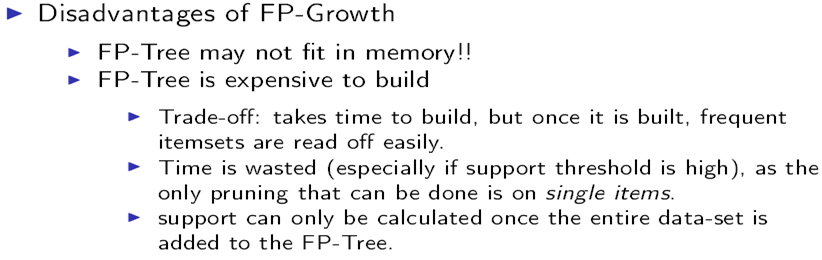 Disadvantages of FP-Growth
FP-Tree may not fit in memory!!
FP-Tree is expensive to build
Trade-off: takes time to build, but once it is built, frequent
itemsets are read off easily.
Time is wasted (especially if support threshold is high), as the
only pruning that can be done is on single items.
support can only be calculated once the entire data-set is
added to the FP-Tree.